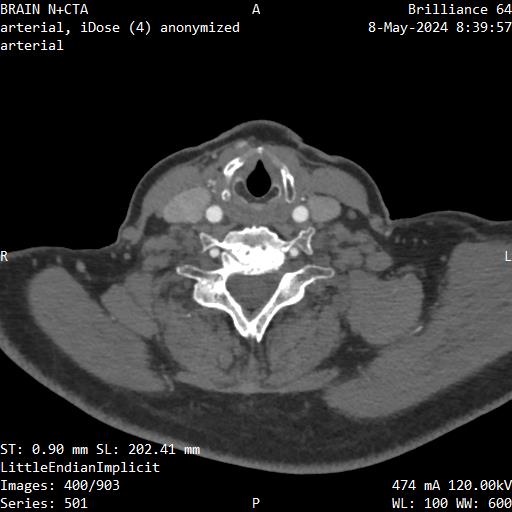 BRAIN N+CTA
A
Brilliance 64
arterial, iDose (4) anonymized
8-May-2024 8:39:57
arterial
R
L
ST: 0.90 mm SL: 202.41 mm
LittleEndianImplicit
Images: 400/903
474 mA 120.00kV
Series: 501
P
WL: 100 WW: 600